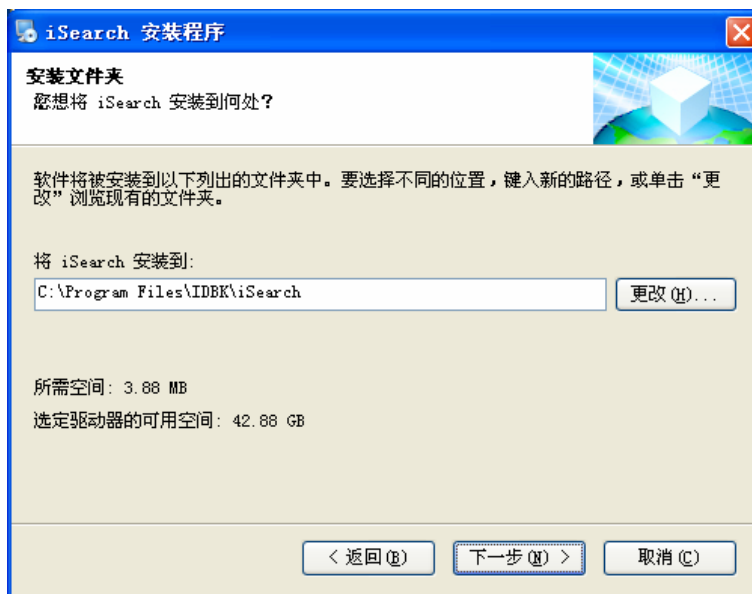 iSearch 安装程序
安装文件夹
您想将 iSearch 安装到何处？
软件将被安装到以下列出的文件夹中。要选择不同的位置，键入新的路径，或单击“更
改”浏览现有的文件夹。
将 iSearch 安装到:
C:\Program Files\IDBK\iSearch
更改(H)...
所需空间: 3.88 MB
选定驱动器的可用空间: 42.88 GB
< 返回(B)
下一步(N) >
取消(C)